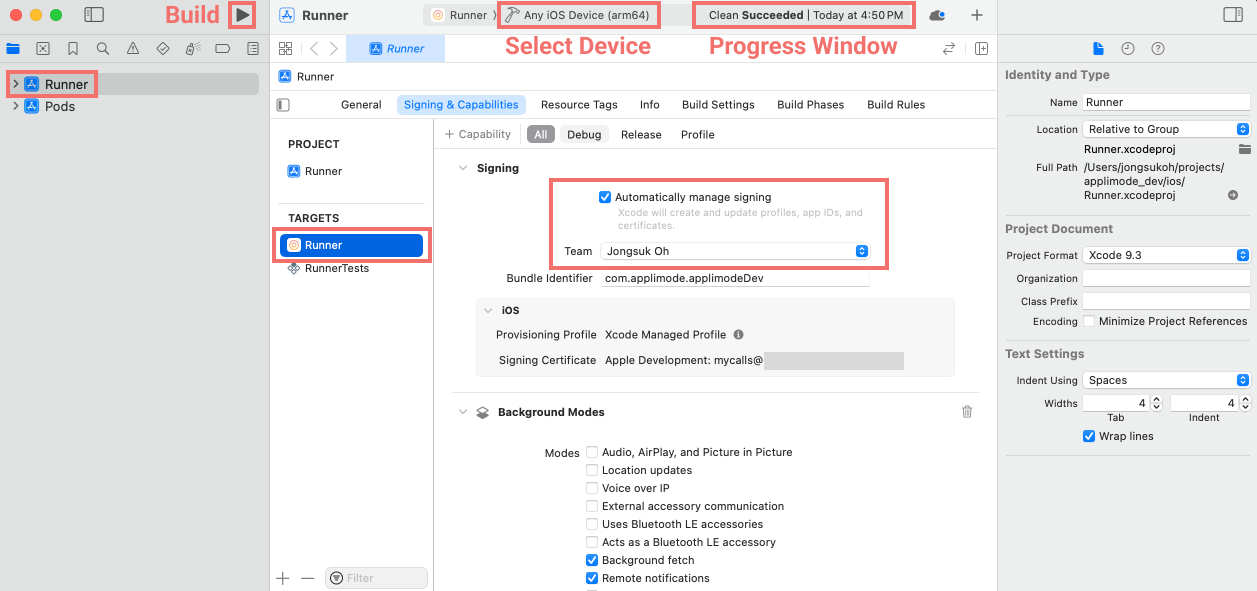 Build
Runner
Runner
Any iOS Device (arm64)
Clean Succeeded | Today at 4:50 PM
Select Device
Progress Window
Runner
Runner
Pods
Runner
General
Signing & Capabilities
Resource Tags
Info
Build Settings
Build Phases
Build Rules
PROJECT
Runner
TARGETS
Runner
RunnerTests
Filter
+ Capability
All
Debug
Release
Profile
Signing
Automatically manage signing
Xcode will create and update profiles, app IDs, and
certificates.
Team Jongsuk Oh
Bundle Identifier com.applimode.applimodeDev
iOS
Provisioning Profile Xcode Managed Profile
Signing Certificate Apple Development: mycalls@
Background Modes
Modes
Audio, AirPlay, and Picture in Picture
Location updates
Voice over IP
External accessory communication
Uses Bluetooth LE accessories
Acts as a Bluetooth LE accessory
Background fetch
Remote notifications
Identity and Type
Name Runner
Location Relative to Group
Runner.xcodeproj
Full Path /Users/jongsukoh/projects/
applimode_dev/ios/
Runner.xcodeproj
Project Document
Project Format Xcode 9.3
Organization
Class Prefix
Encoding Minimize Project References
Text Settings
Indent Using Spaces
Widths 4 4
Tab Indent
Wrap lines